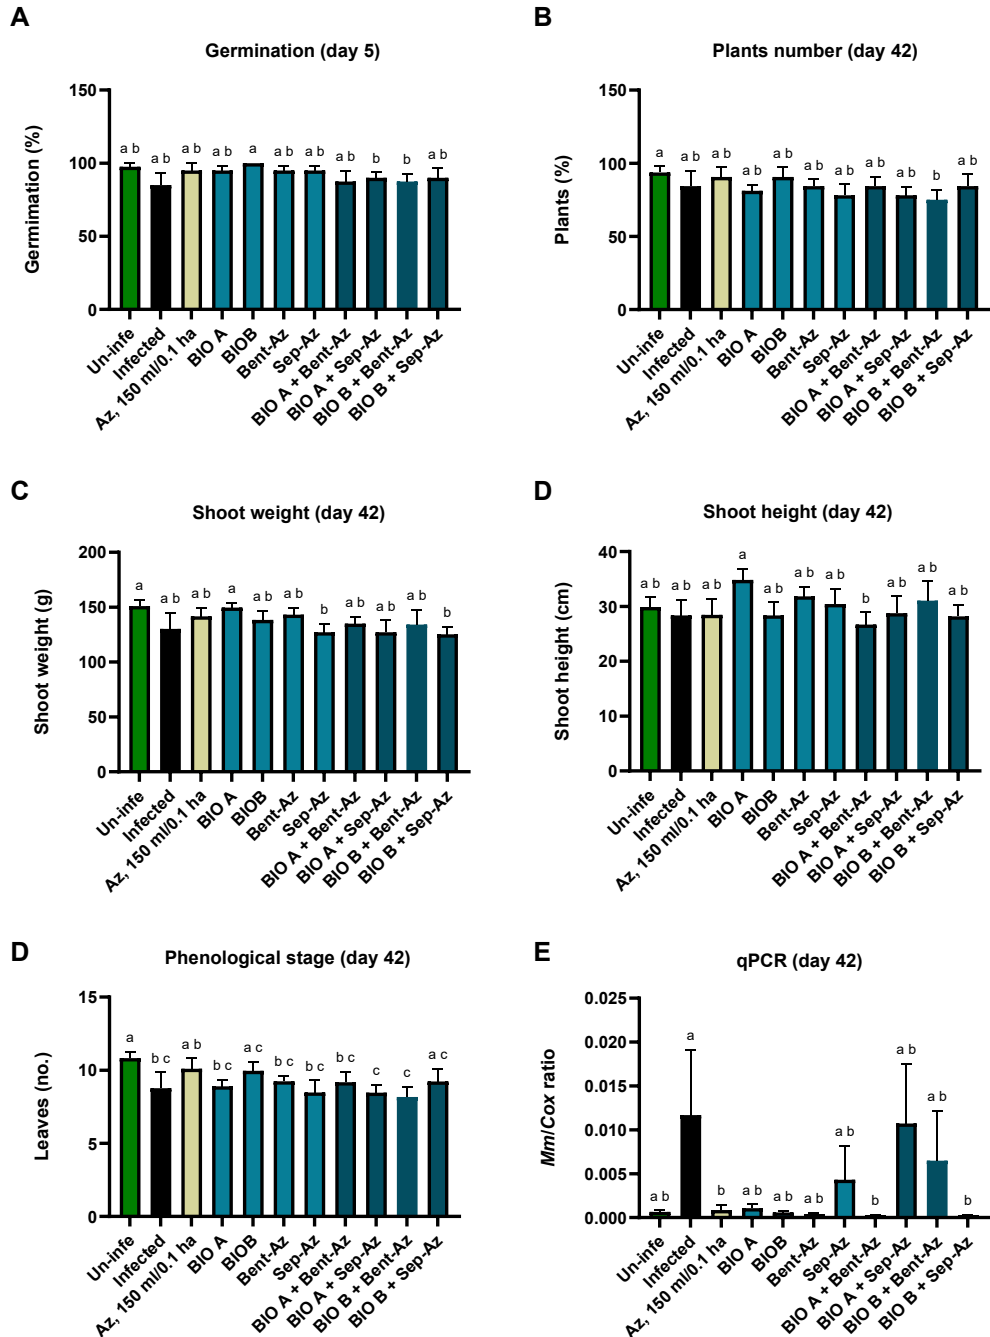 A
Germination (day 5)
Germimation (%)
150
100
50
0
a b
a b
a b
a b
a
a b
a b
a b
b
b
a b
Un-infe
Infected
Az, 150 ml/0.1 ha
BIO A
BIOB
Bent-Az
Sep-Az
BIO A + Bent-Az
BIO A + Sep-Az
BIO B + Bent-Az
BIO B + Sep-Az
B
Plants number (day 42)
Plants (%)
150
100
50
0
a
a b
a b
a b
a b
a b
a b
a b
a b
b
a b
Un-infe
Infected
Az, 150 ml/0.1 ha
BIO A
BIOB
Bent-Az
Sep-Az
BIO A + Bent-Az
BIO A + Sep-Az
BIO B + Bent-Az
BIO B + Sep-Az
C
Shoot weight (day 42)
Shoot weight (g)
200
150
100
50
0
a
a b
a b
a
a b
a b
b
a b
a b
a b
b
Un-infe
Infected
Az, 150 ml/0.1 ha
BIO A
BIOB
Bent-Az
Sep-Az
BIO A + Bent-Az
BIO A + Sep-Az
BIO B + Bent-Az
BIO B + Sep-Az
D
Shoot height (day 42)
Shoot height (cm)
40
30
20
10
0
a b
a b
a b
a
a b
a b
a b
b
a b
a b
a b
Un-infe
Infected
Az, 150 ml/0.1 ha
BIO A
BIOB
Bent-Az
Sep-Az
BIO A + Bent-Az
BIO A + Sep-Az
BIO B + Bent-Az
BIO B + Sep-Az
D
Phenological stage (day 42)
Leaves (no.)
15
10
5
0
a
b c
a b
b c
a c
b c
b c
b c
c
c
a c
Un-infe
Infected
Az, 150 ml/0.1 ha
BIO A
BIOB
Bent-Az
Sep-Az
BIO A + Bent-Az
BIO A + Sep-Az
BIO B + Bent-Az
BIO B + Sep-Az
E
qPCR (day 42)
Mm/Cox ratio
0.025
0.020
0.015
0.010
0.005
0.000
a b
a
b
a b
a b
a b
a b
b
a b
a b
b
Un-infe
Infected
Az, 150 ml/0.1 ha
BIO A
BIOB
Bent-Az
Sep-Az
BIO A + Bent-Az
BIO A + Sep-Az
BIO B + Bent-Az
BIO B + Sep-Az